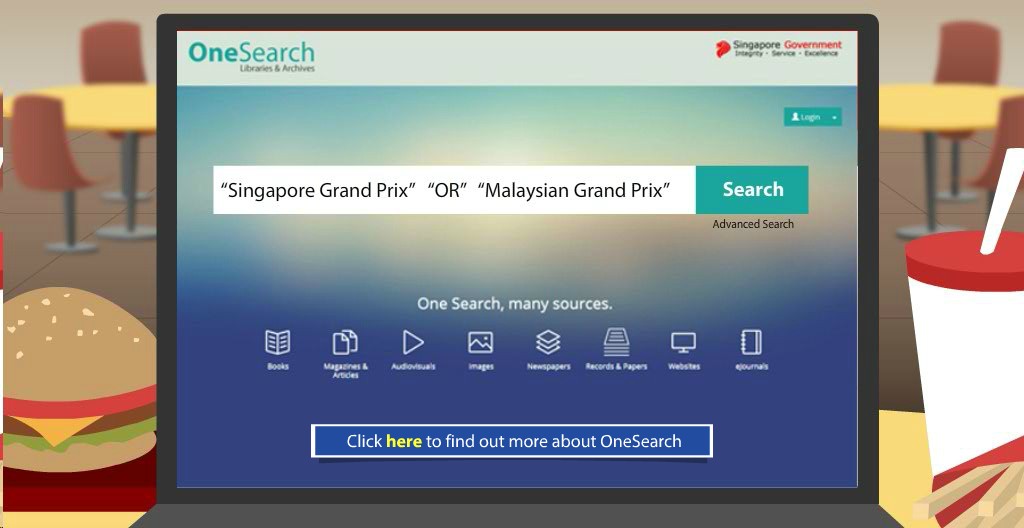 OneSearch
Libraries & Archives
Singapore Government
Integrity · Service · Excellence
Login
“Singapore Grand Prix” “OR” “Malaysian Grand Prix”
Search
Advanced Search
One Search, many sources.
Books
Magazines &
Articles
Audiovisuals
Images
Newspapers
Records & Papers
Websites
eJournals
Click here to find out more about OneSearch